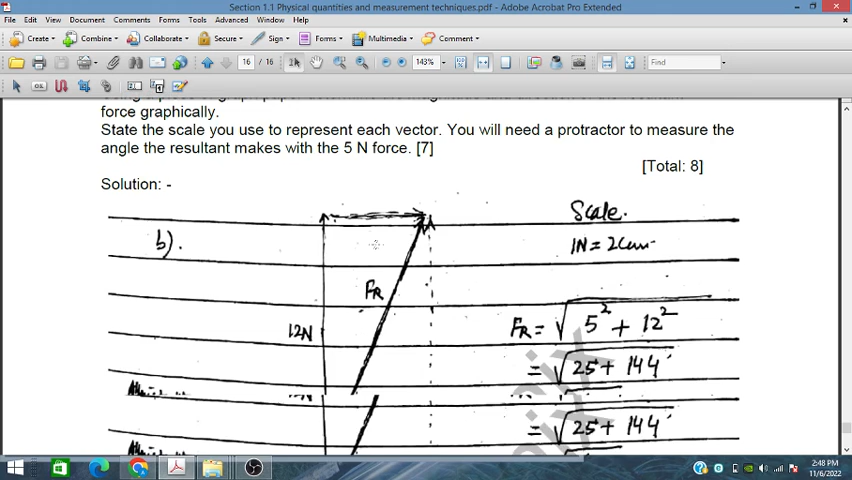 Section 1.1 Physical quantities and measurement techniques.pdf - Adobe Acrobat Pro Extended
File Edit View Document Comments Forms Tools Advanced Window Help
Create Combine Collaborate Secure Sign Forms Multimedia Comment
16 / 16 143% Find
force graphically.
State the scale you use to represent each vector. You will need a protractor to measure the
angle the resultant makes with the 5 N force. [7]
[Total: 8]
Solution: -
Scale.
b).
1N = 2cm
FR
12N
FR = √5² + 12²
= √25 + 144
= √25 + 144
2:48 PM
11/6/2022